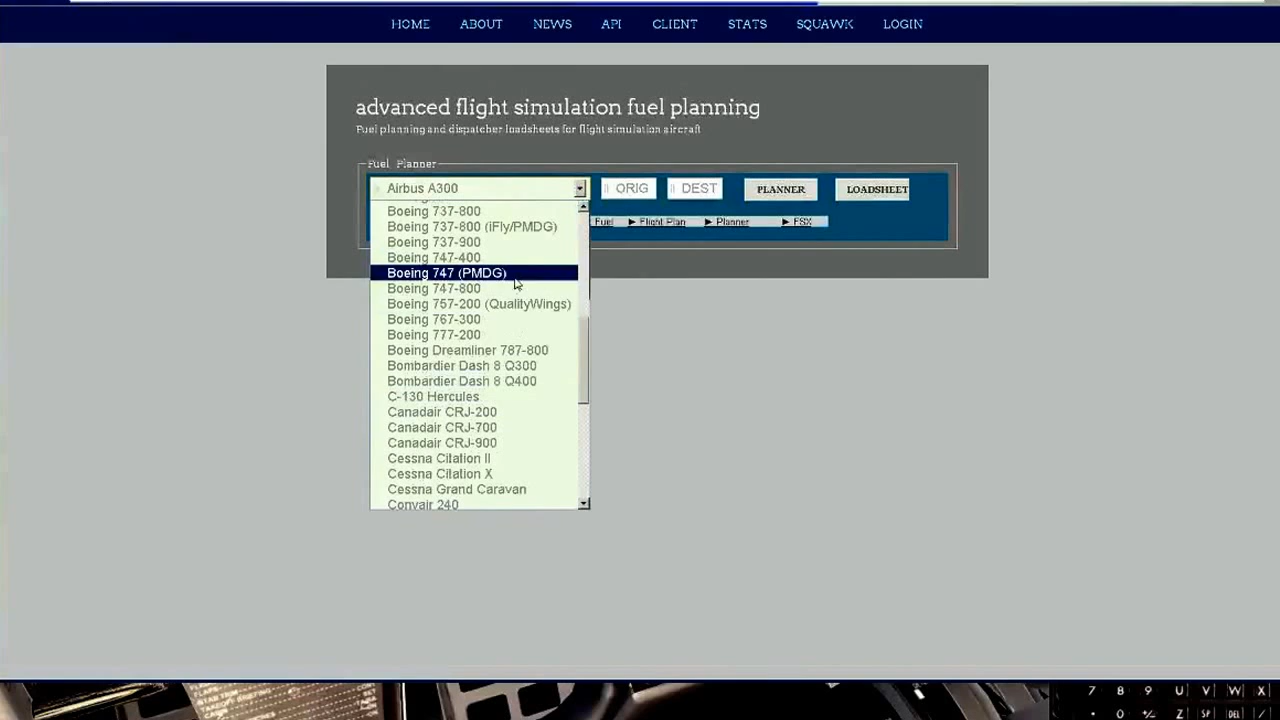 HOME ABOUT NEWS API CLIENT STATS SQUAWK LOGIN
advanced flight simulation fuel planning
Fuel planning and dispatcher loadsheets for flight simulation aircraft
Fuel Planner
Airbus A300 ORIG DEST PLANNER LOADSHEET
Fuel ▶ Flight Plan ▶ Planner ▶ FSX
Boeing 737-800
Boeing 737-800 (iFly/PMDG)
Boeing 737-900
Boeing 747-400
Boeing 747 (PMDG)
Boeing 747-800
Boeing 757-200 (QualityWings)
Boeing 767-300
Boeing 777-200
Boeing Dreamliner 787-800
Bombardier Dash 8 Q300
Bombardier Dash 8 Q400
C-130 Hercules
Canadair CRJ-200
Canadair CRJ-700
Canadair CRJ-900
Cessna Citation II
Cessna Citation X
Cessna Grand Caravan
Convair 240
7 8 9 U V W X
. 0 +/- Z SP DEL /